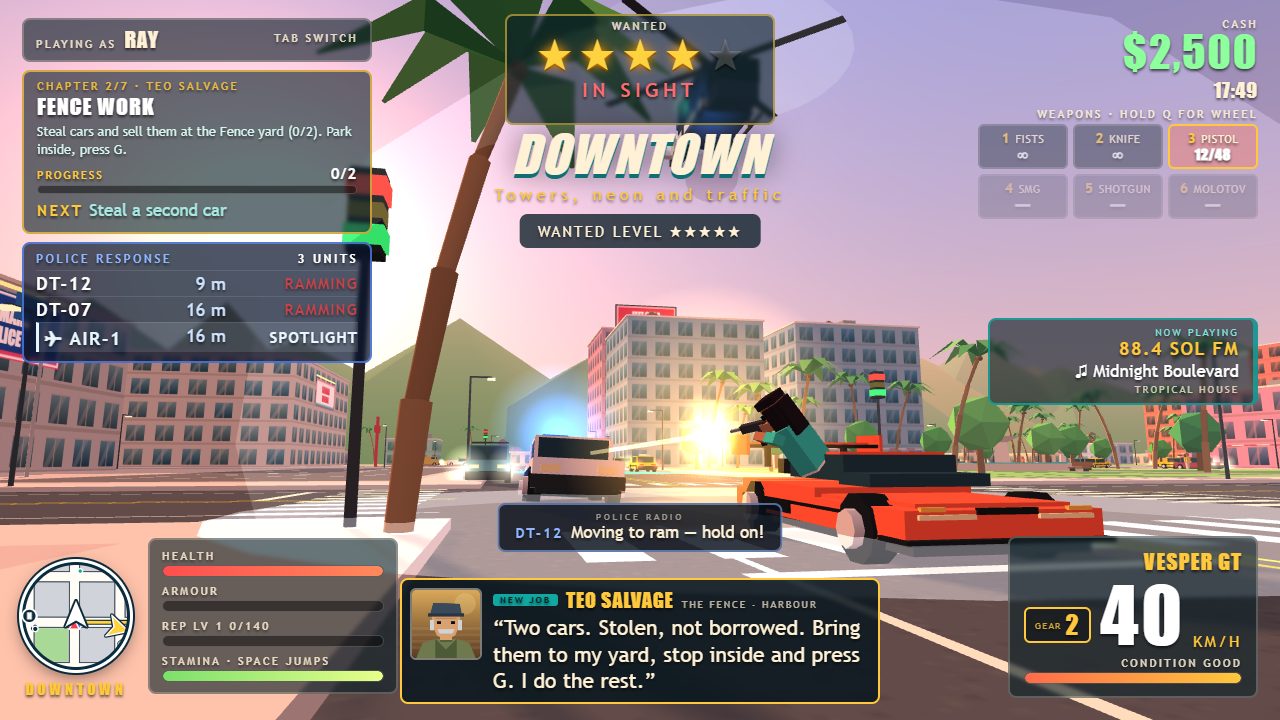 PLAYING AS RAY
TAB SWITCH
CHAPTER 2/7 · TEO SALVAGE
FENCE WORK
Steal cars and sell them at the Fence yard (0/2). Park
inside, press G.
PROGRESS 0/2
NEXT Steal a second car
POLICE RESPONSE 3 UNITS
DT-12 9 m RAMMING
DT-07 16 m RAMMING
AIR-1 16 m SPOTLIGHT
WANTED
IN SIGHT
DOWNTOWN
Towers, neon and traffic
WANTED LEVEL ★★★★★
CASH
$2,500
17:49
WEAPONS · HOLD Q FOR WHEEL
1 FISTS
∞
2 KNIFE
∞
3 PISTOL
12/48
4 SMG
—
5 SHOTGUN
—
6 MOLOTOV
—
NOW PLAYING
88.4 SOL FM
♫ Midnight Boulevard
TROPICAL HOUSE
POLICE RADIO
DT-12 Moving to ram — hold on!
HEALTH
ARMOUR
REP LV 1 0/140
STAMINA · SPACE JUMPS
DOWNTOWN
NEW JOB TEO SALVAGE THE FENCE · HARBOUR
“Two cars. Stolen, not borrowed. Bring
them to my yard, stop inside and press
G. I do the rest.”
VESPER GT
GEAR 2 40 KM/H
CONDITION GOOD